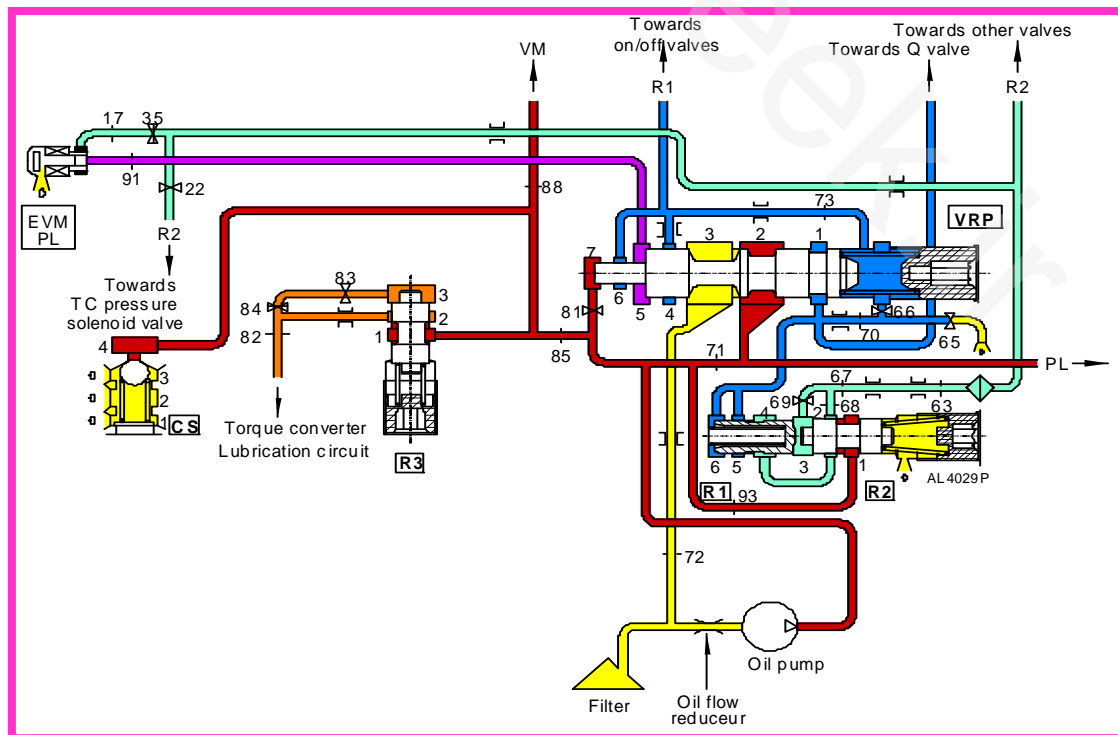 Towards
on/off valves
Towards other valves
Towards Q valve
VM
R1
R2
17
35
91
22
88
73
EVM
PL
R2
VRP
3
2
1
7
6
5
4
Towards
TC pressure
solenoid valve
83
84
82
3
2
1
81
85
66
70
65
71
PL
4
3
2
1
CS
Torque converter
Lubrication circuit
R3
69
67
68
63
4
2
6
5
3
1
R1
R2
AL4029P
93
72
Oil pump
Filter
Oil flow
reduceur